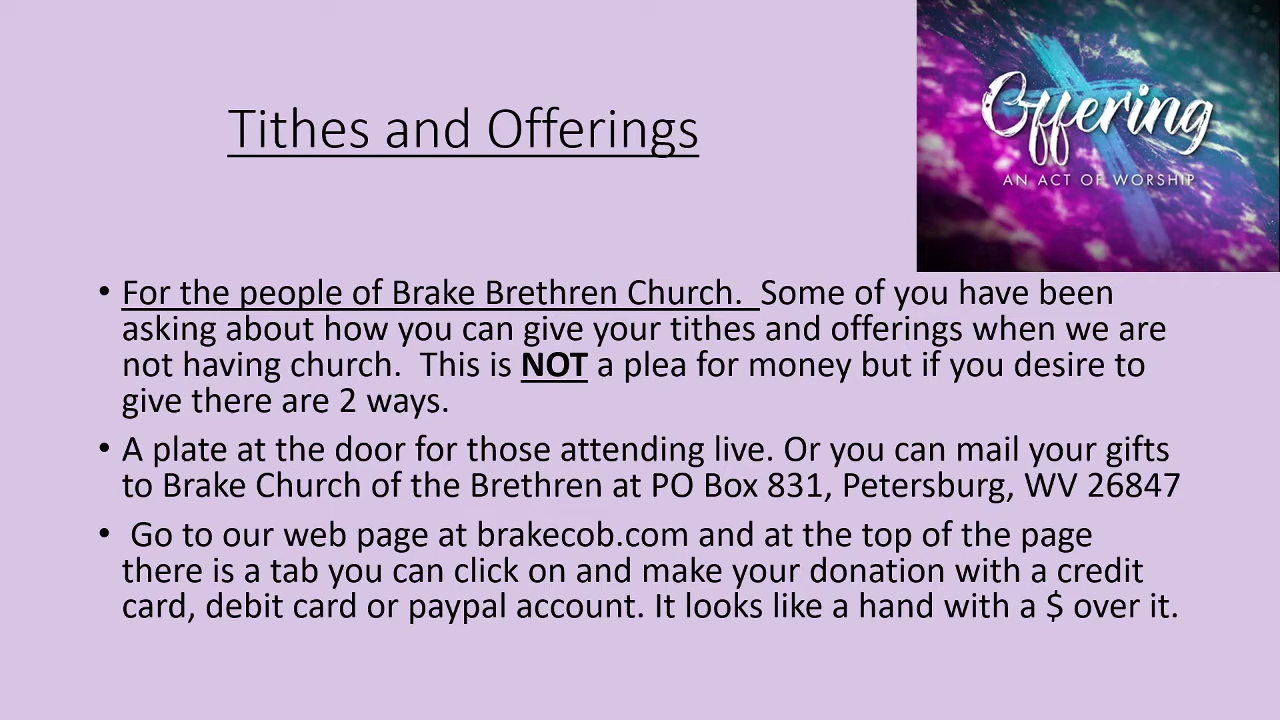 Offering
AN ACT OF WORSHIP
Tithes and Offerings
• For the people of Brake Brethren Church.  Some of you have been
asking about how you can give your tithes and offerings when we are
not having church.  This is NOT a plea for money but if you desire to
give there are 2 ways.
• A plate at the door for those attending live. Or you can mail your gifts
to Brake Church of the Brethren at PO Box 831, Petersburg, WV 26847
•  Go to our web page at brakecob.com and at the top of the page
there is a tab you can click on and make your donation with a credit
card, debit card or paypal account. It looks like a hand with a $ over it.